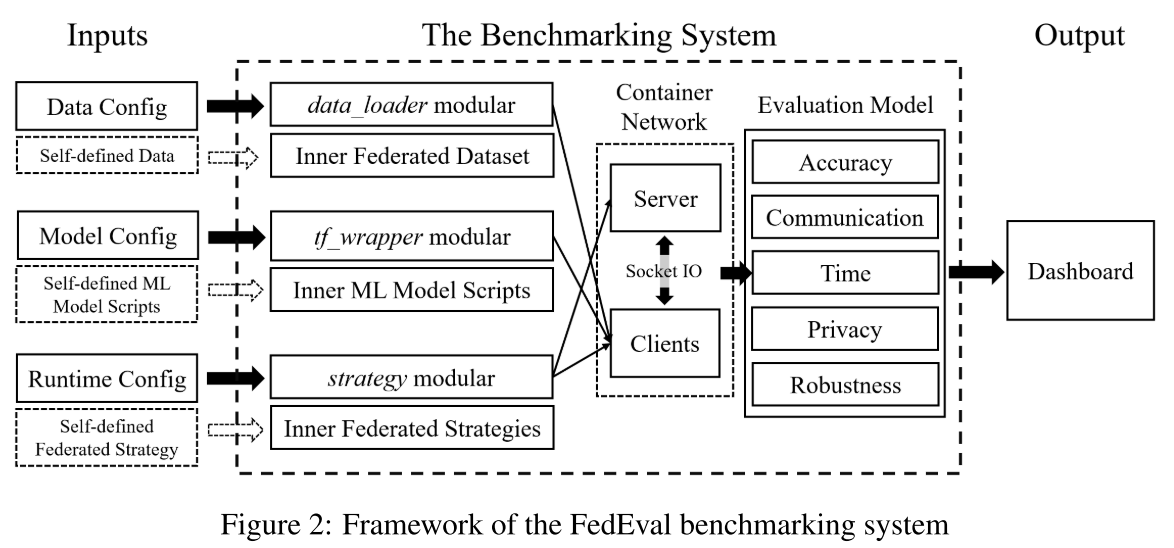 Inputs
The Benchmarking System
Output
Data Config
Self-defined Data
Model Config
Self-defined ML
Model Scripts
Runtime Config
Self-defined
Federated Strategy
data_loader modular
Inner Federated Dataset
tf_wrapper modular
Inner ML Model Scripts
strategy modular
Inner Federated Strategies
Container
Network
Server
Socket IO
Clients
Evaluation Model
Accuracy
Communication
Time
Privacy
Robustness
Dashboard
Figure 2: Framework of the FedEval benchmarking system